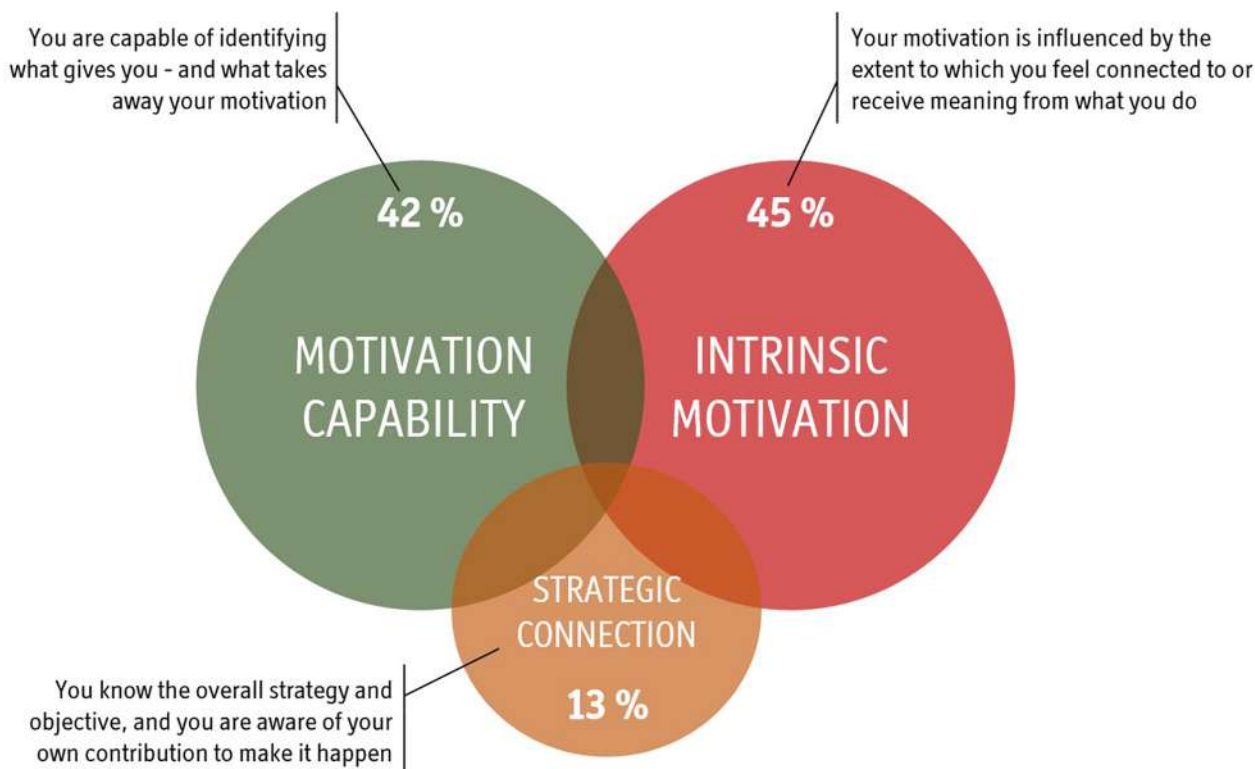 You are capable of identifying
what gives you - and what takes
away your motivation
Your motivation is influenced by the
extent to which you feel connected to or
receive meaning from what you do
42 %
45 %
MOTIVATION
CAPABILITY
INTRINSIC
MOTIVATION
STRATEGIC
CONNECTION
13 %
You know the overall strategy and
objective, and you are aware of your
own contribution to make it happen